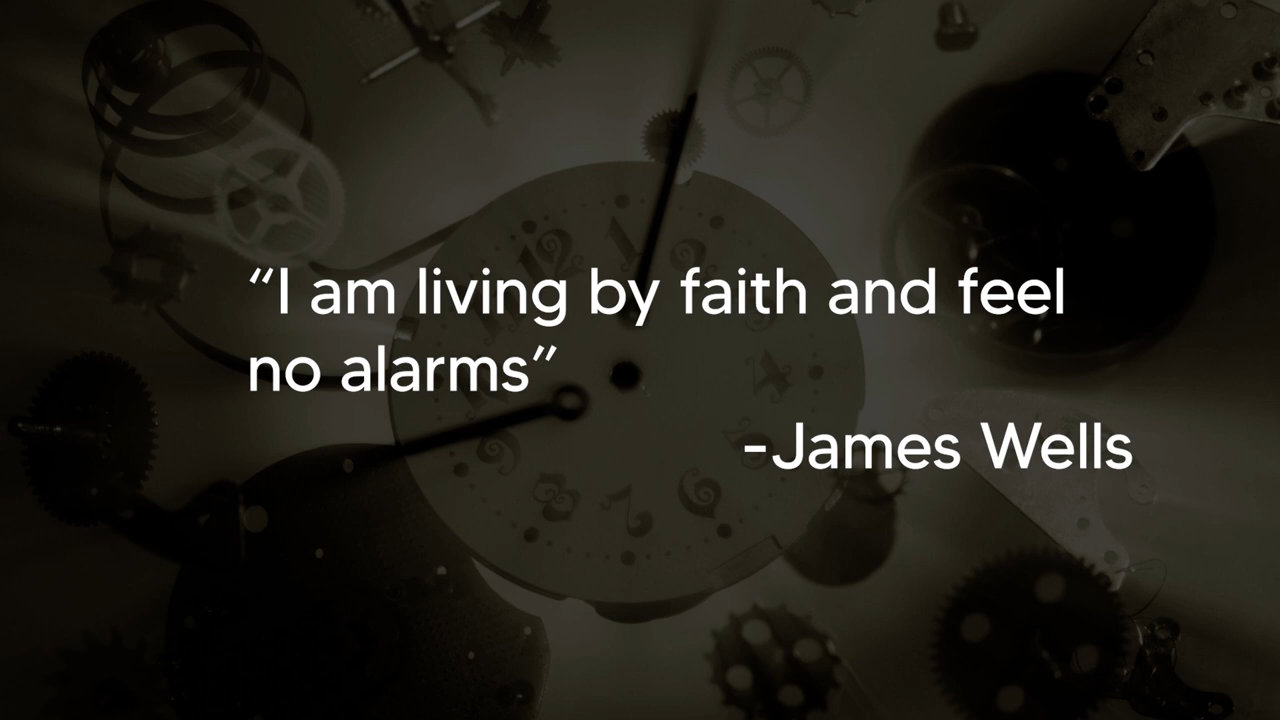 “I am living by faith and feel
no alarms”
-James Wells